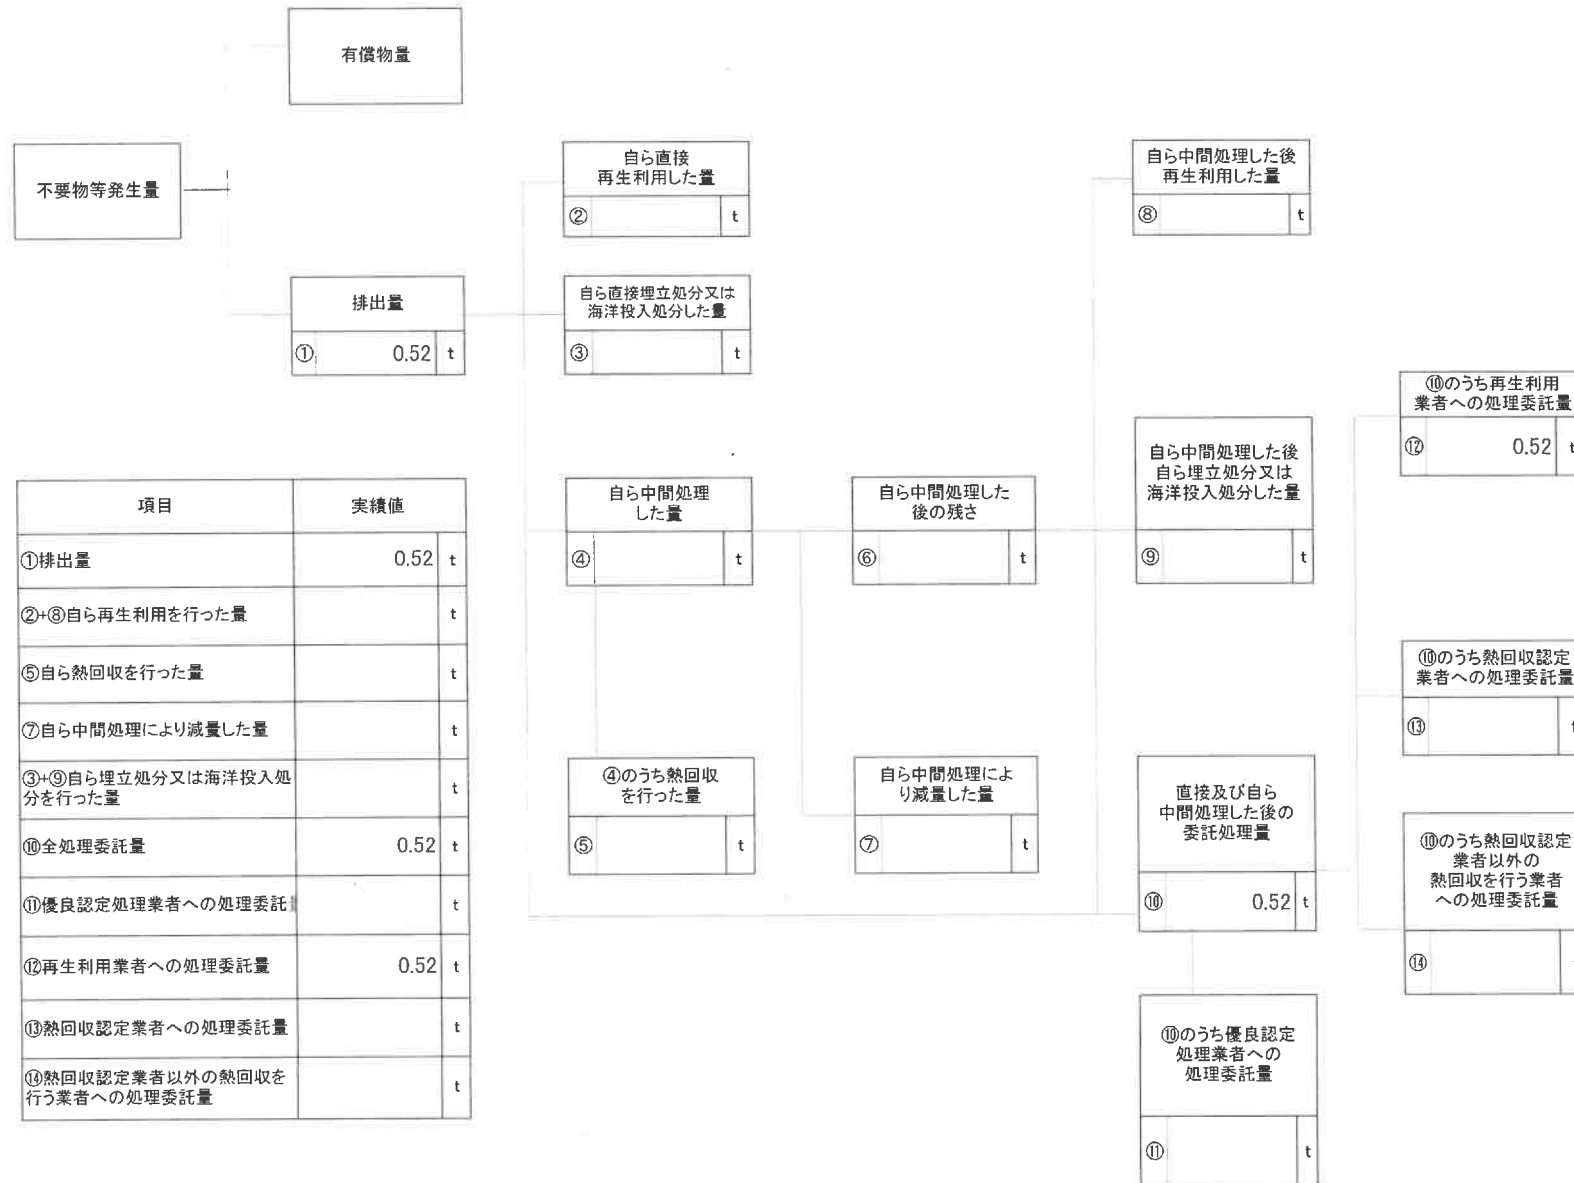 有償物量
不要物等発生量
自ら直接
再生利用した量
② t
自ら中間処理した後
再生利用した量
⑧ t
排出量
① 0.52 t
自ら直接埋立処分又は
海洋投入処分した量
③ t
⑩のうち再生利用
業者への処理委託量
⑫ 0.52 t
自ら中間処理
した量
④ t
自ら中間処理した
後の残さ
⑥ t
自ら中間処理した後
自ら埋立処分又は
海洋投入処分した量
⑨ t
⑩のうち熱回収認定
業者への処理委託量
⑬ t
④のうち熱回収
を行った量
⑤ t
自ら中間処理によ
り減量した量
⑦ t
直接及び自ら
中間処理した後の
委託処理量
⑩ 0.52 t
⑩のうち熱回収認定
業者以外の
熱回収を行う業者
への処理委託量
⑭
⑩のうち優良認定
処理業者への
処理委託量
⑪ t
項目 実績値
①排出量 0.52 t
②+⑧自ら再生利用を行った量 t
⑤自ら熱回収を行った量 t
⑦自ら中間処理により減量した量 t
③+⑨自ら埋立処分又は海洋投入処
分を行った量 t
⑩全処理委託量 0.52 t
⑪優良認定処理業者への処理委託 t
⑫再生利用業者への処理委託量 0.52 t
⑬熱回収認定業者への処理委託量 t
⑭熱回収認定業者以外の熱回収を
行う業者への処理委託量 t